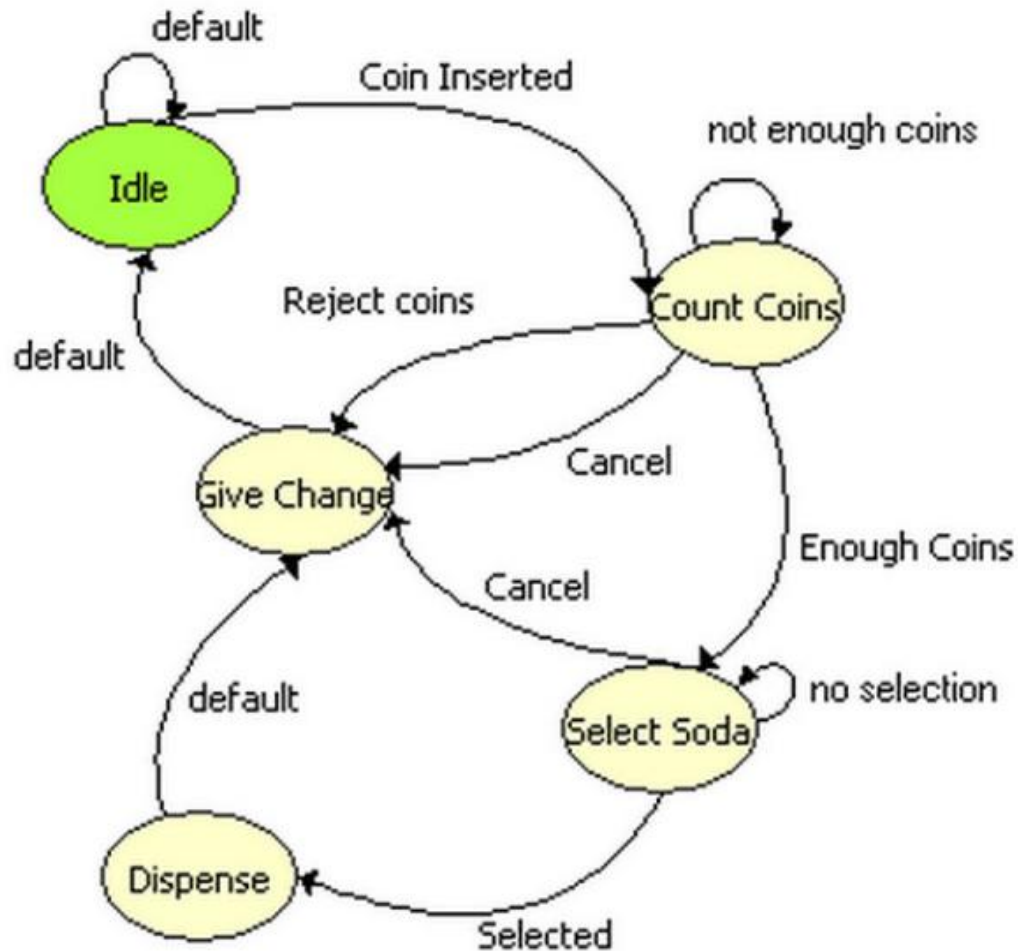 default
Coin Inserted
not enough coins
Idle
Reject coins
Count Coins
default
Cancel
Give Change
Enough Coins
Cancel
default
no selection
Select Soda
Dispense
Selected